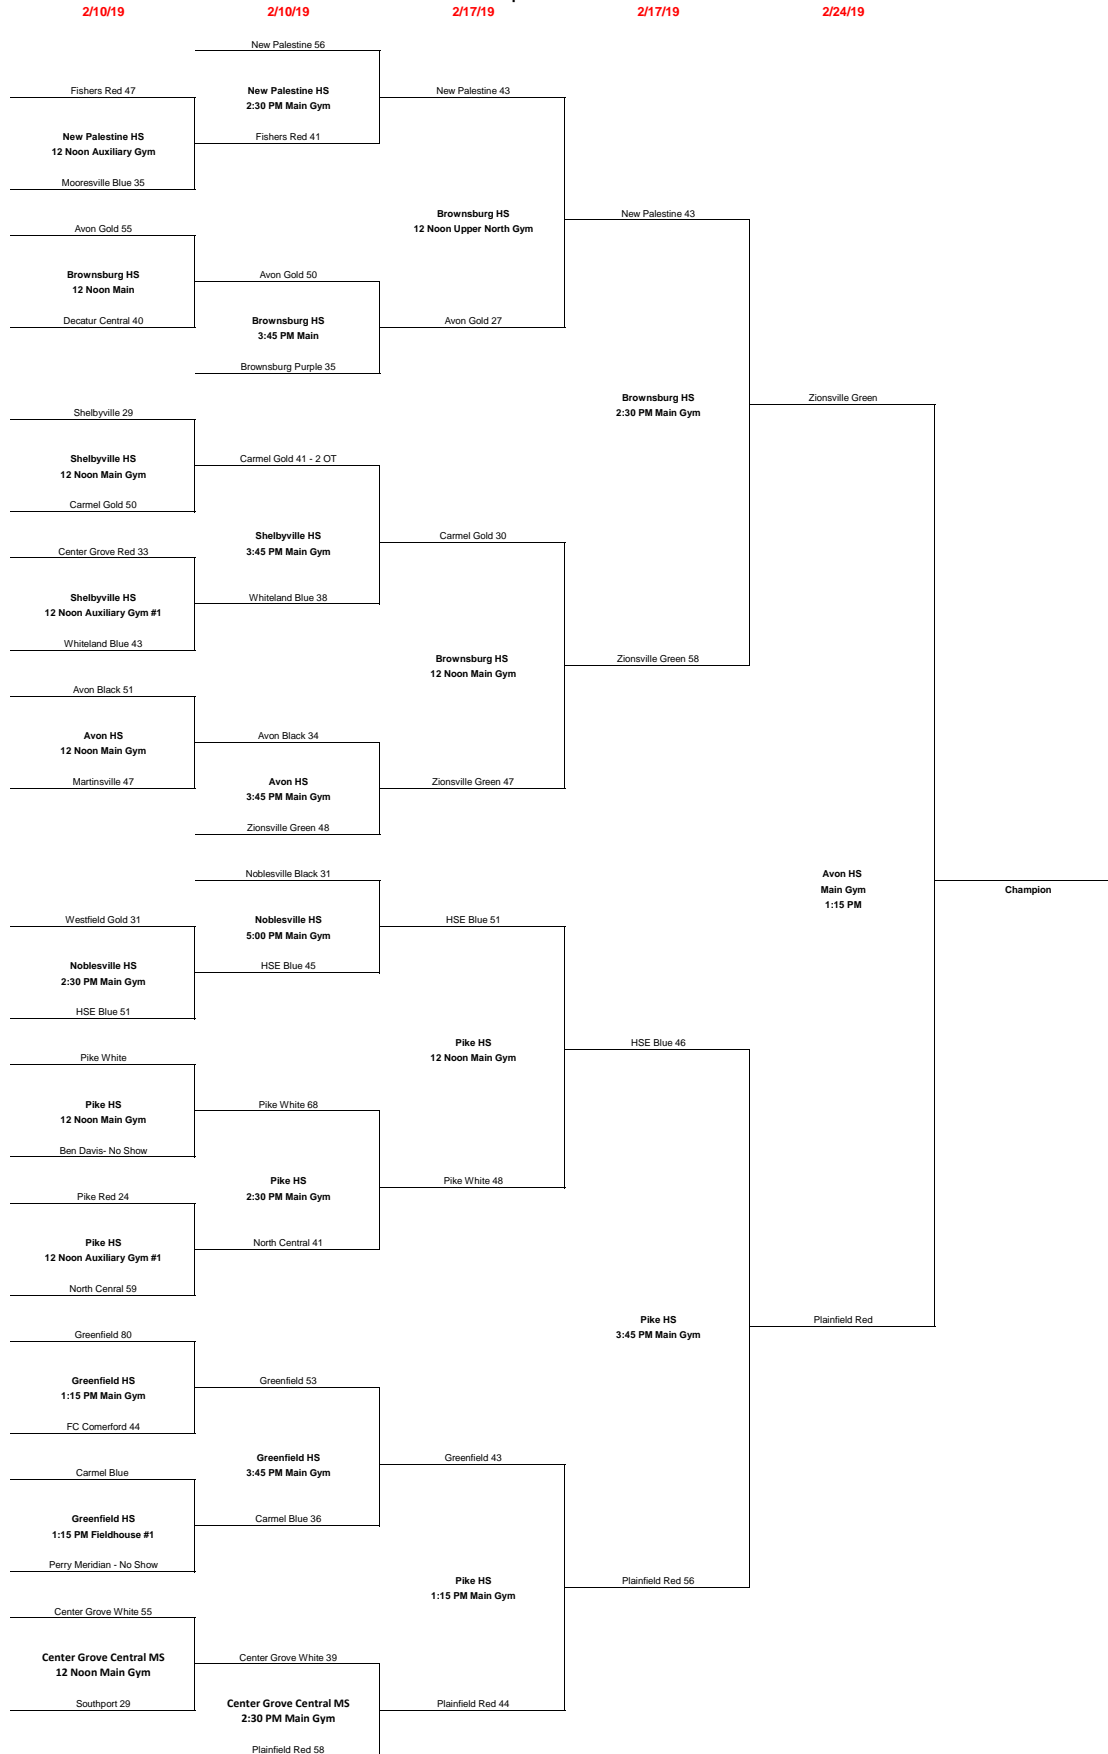 2/10/19
2/10/19
2/17/19
2/17/19
2/24/19
New Palestine 56
Fishers Red 47
New Palestine HS
2:30 PM Main Gym
New Palestine 43
New Palestine HS
12 Noon Auxiliary Gym
Fishers Red 41
Mooresville Blue 35
Avon Gold 55
Brownsburg HS
12 Noon Upper North Gym
New Palestine 43
Brownsburg HS
12 Noon Main
Avon Gold 50
Decatur Central 40
Brownsburg HS
3:45 PM Main
Avon Gold 27
Brownsburg Purple 35
Brownsburg HS
2:30 PM Main Gym
Zionsville Green
Shelbyville 29
Shelbyville HS
12 Noon Main Gym
Carmel Gold 41 - 2 OT
Carmel Gold 50
Shelbyville HS
3:45 PM Main Gym
Carmel Gold 30
Center Grove Red 33
Shelbyville HS
12 Noon Auxiliary Gym #1
Whiteland Blue 38
Whiteland Blue 43
Brownsburg HS
12 Noon Main Gym
Zionsville Green 58
Avon Black 51
Avon HS
12 Noon Main Gym
Avon Black 34
Martinsville 47
Avon HS
3:45 PM Main Gym
Zionsville Green 47
Zionsville Green 48
Noblesville Black 31
Avon HS
Main Gym
1:15 PM
Champion
Westfield Gold 31
Noblesville HS
5:00 PM Main Gym
HSE Blue 51
Noblesville HS
2:30 PM Main Gym
HSE Blue 45
HSE Blue 51
Pike HS
12 Noon Main Gym
HSE Blue 46
Pike White
Pike HS
12 Noon Main Gym
Pike White 68
Ben Davis- No Show
Pike HS
2:30 PM Main Gym
Pike White 48
Pike Red 24
Pike HS
12 Noon Auxiliary Gym #1
North Central 41
North Cenral 59
Pike HS
3:45 PM Main Gym
Plainfield Red
Greenfield 80
Greenfield HS
1:15 PM Main Gym
Greenfield 53
FC Comerford 44
Greenfield HS
3:45 PM Main Gym
Greenfield 43
Carmel Blue
Greenfield HS
1:15 PM Fieldhouse #1
Carmel Blue 36
Perry Meridian - No Show
Pike HS
1:15 PM Main Gym
Plainfield Red 56
Center Grove White 55
Center Grove Central MS
12 Noon Main Gym
Center Grove White 39
Southport 29
Center Grove Central MS
2:30 PM Main Gym
Plainfield Red 44
Plainfield Red 58